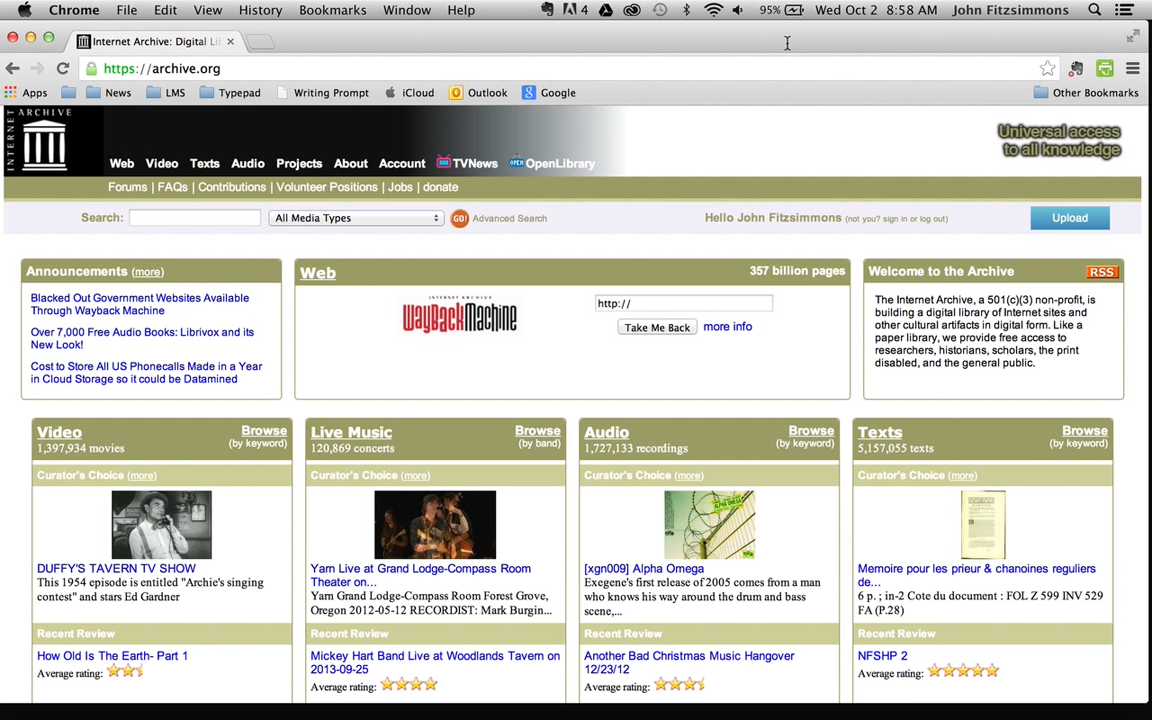 Chrome File Edit View History Bookmarks Window Help 4 95% Wed Oct 2 8:58 AM John Fitzsimmons
Internet Archive: Digital Li
https://archive.org
Apps News LMS Typepad Writing Prompt iCloud Outlook Google Other Bookmarks
INTERNET ARCHIVE
Universal access
to all knowledge
Web Video Texts Audio Projects About Account TVNews OPEN OpenLibrary
Forums | FAQs | Contributions | Volunteer Positions | Jobs | donate
Search: All Media Types GO! Advanced Search Hello John Fitzsimmons (not you? sign in or log out) Upload
Announcements (more)
Blacked Out Government Websites Available
Through Wayback Machine
Over 7,000 Free Audio Books: Librivox and its
New Look!
Cost to Store All US Phonecalls Made in a Year
in Cloud Storage so it could be Datamined
Web 357 billion pages
INTERNET ARCHIVE
WayBackMachine
http://
Take Me Back more info
Welcome to the Archive RSS
The Internet Archive, a 501(c)(3) non-profit, is
building a digital library of Internet sites and
other cultural artifacts in digital form. Like a
paper library, we provide free access to
researchers, historians, scholars, the print
disabled, and the general public.
Video Browse
1,397,934 movies (by keyword)
Curator's Choice (more)
DUFFY'S TAVERN TV SHOW
This 1954 episode is entitled "Archie's singing
contest" and stars Ed Gardner
Recent Review
How Old Is The Earth- Part 1
Average rating:
Live Music Browse
120,869 concerts (by band)
Curator's Choice (more)
Yarn Live at Grand Lodge-Compass Room
Theater on...
Yarn Grand Lodge-Compass Room Forest Grove,
Oregon 2012-05-12 RECORDIST: Mark Burgin...
Recent Review
Mickey Hart Band Live at Woodlands Tavern on
2013-09-25
Average rating:
Audio Browse
1,727,133 recordings (by keyword)
Curator's Choice (more)
ALPHA OMEGA
[xgn009] Alpha Omega
Exegene's first release of 2005 comes from a man
who knows his way around the drum and bass
scene,...
Recent Review
Another Bad Christmas Music Hangover
12/23/12
Average rating:
Texts Browse
5,157,055 texts (by keyword)
Curator's Choice (more)
Memoire pour les prieur & chanoines reguliers
de...
6 p. ; in-2 Cote du document : FOL Z 599 INV 529
FA (P.28)
Recent Review
NFSHP 2
Average rating: